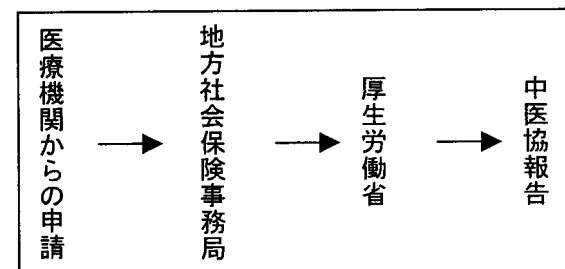 医療機関からの申請
地方社会保険事務局
厚生労働省
中医協報告